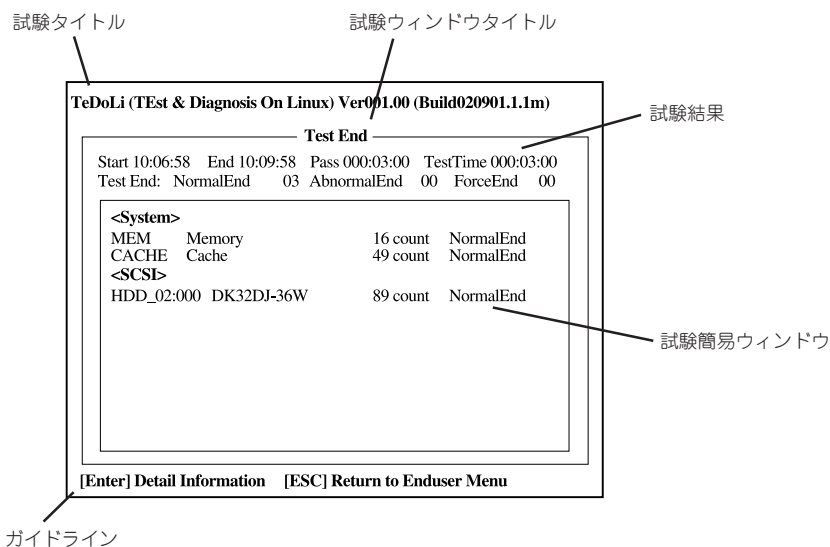 試験タイトル
試験ウィンドウタイトル
TeDoLi (TEst & Diagnosis On Linux) Ver001.00 (Build020901.1.1m)
試験結果
Test End
Start 10:06:58 End 10:09:58 Pass 000:03:00 TestTime 000:03:00
Test End: NormalEnd 03 AbnormalEnd 00 ForceEnd 00
<System>
MEM Memory 16 count NormalEnd
CACHE Cache 49 count NormalEnd
<SCSI>
HDD_02:000 DK32DJ-36W 89 count NormalEnd
試験簡易ウィンドウ
[Enter] Detail Information [ESC] Return to Enduser Menu
ガイドライン